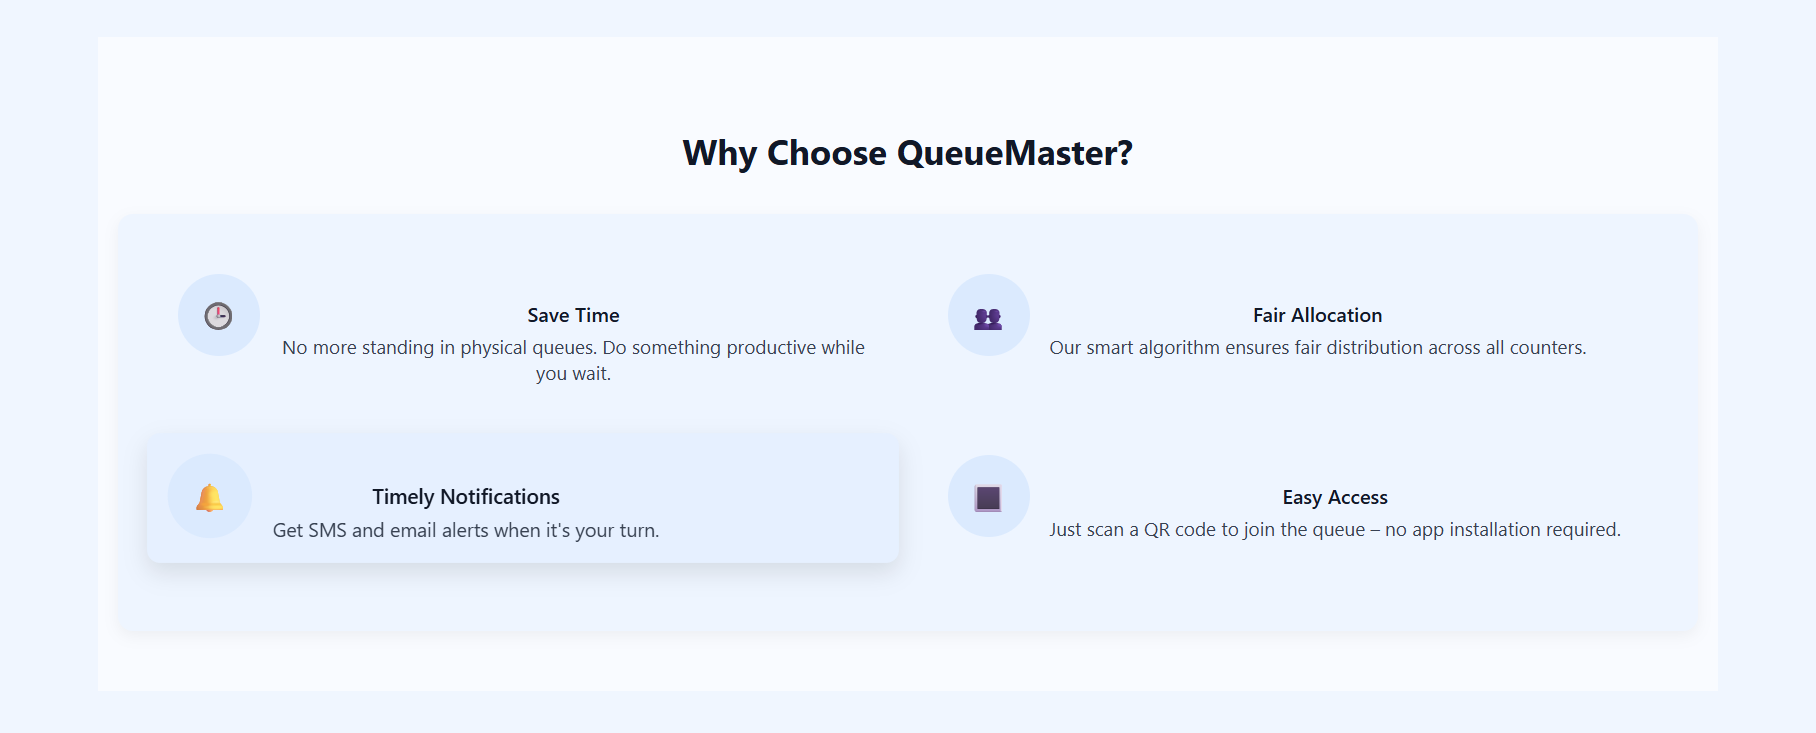 Why Choose QueueMaster?
Save Time
No more standing in physical queues. Do something productive while
you wait.
Fair Allocation
Our smart algorithm ensures fair distribution across all counters.
Timely Notifications
Get SMS and email alerts when it's your turn.
Easy Access
Just scan a QR code to join the queue – no app installation required.